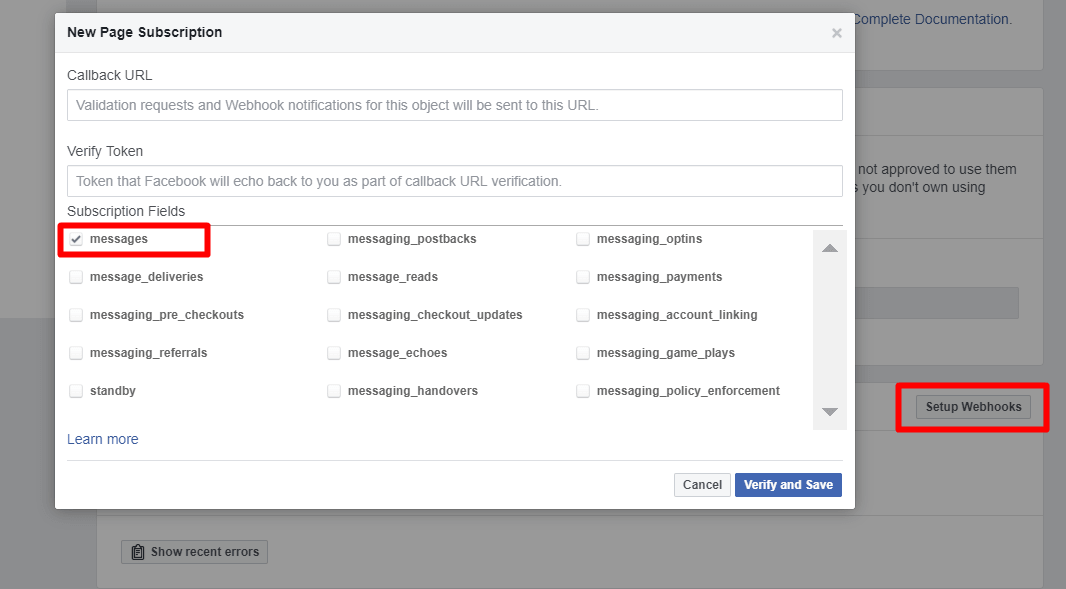 Complete Documentation.
New Page Subscription
Callback URL
Validation requests and Webhook notifications for this object will be sent to this URL.
Verify Token
Token that Facebook will echo back to you as part of callback URL verification.
not approved to use them
s you don't own using
Subscription Fields
messages messaging_postbacks messaging_optins
message_deliveries message_reads messaging_payments
messaging_pre_checkouts messaging_checkout_updates messaging_account_linking
messaging_referrals message_echoes messaging_game_plays
standby messaging_handovers messaging_policy_enforcement
Setup Webhooks
Learn more
Cancel Verify and Save
Show recent errors